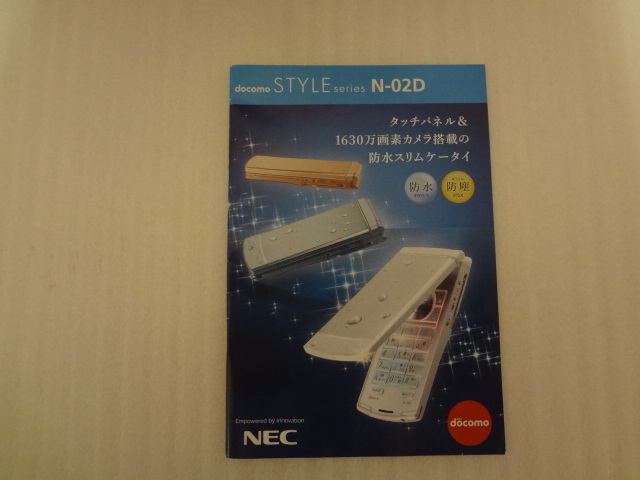 docomo STYLE series N-02D
タッチパネル&
1630万画素カメラ搭載の
防水スリムケータイ
防水
防塵
Empowered by Innovation
NEC
döcomo